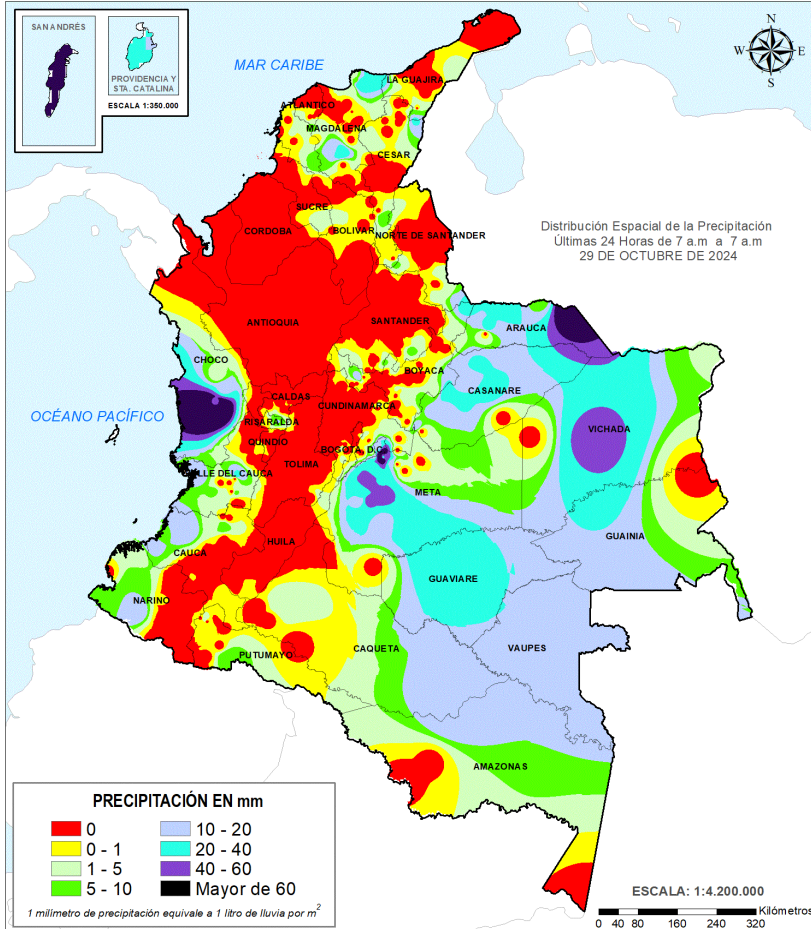 SAN ANDRÉS
PROVIDENCIA Y
STA. CATALINA
ESCALA 1:350.000
N
W
E
S
MAR CARIBE
LA GUAJIRA
ATLANTICO
MAGDALENA
CESAR
SUCRE
CORDOBA
BOLIVAR
NORTE DE SANTANDER
Distribución Espacial de la Precipitación
Últimas 24 Horas de 7 a.m a 7 a.m
29 DE OCTUBRE DE 2024
ANTIOQUIA
SANTANDER
ARAUCA
CHOCO
BOYACA
CASANARE
CALDAS
CUNDINAMARCA
OCÉANO PACÍFICO
RISARALDA
VICHADA
QUINDIO
BOGOTA, D.C.
TOLIMA
VALLE DEL CAUCA
META
GUAINIA
HUILA
CAUCA
GUAVIARE
NARIÑO
CAQUETA
VAUPES
PUTUMAYO
AMAZONAS
PRECIPITACIÓN EN mm
0
10 - 20
0 - 1
20 - 40
1 - 5
40 - 60
5 - 10
Mayor de 60
1 milímetro de precipitación equivale a 1 litro de lluvia por m2
ESCALA: 1:4.200.000
Kilómetros
0 40 80 160 240 320